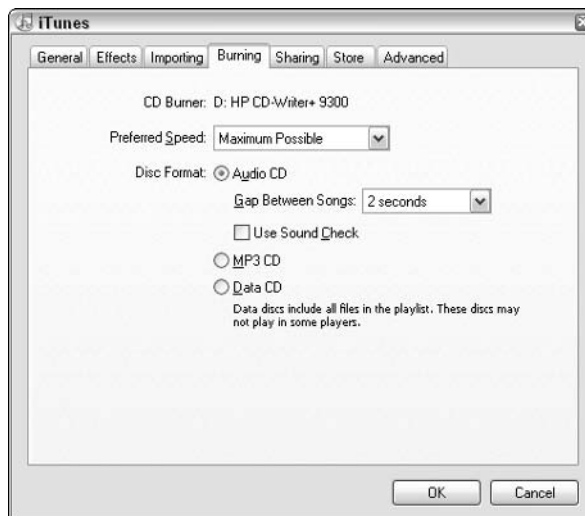 iTunes
General Effects Importing Burning Sharing Store Advanced
CD Burner: D: HP CD-Writer+ 9300
Preferred Speed: Maximum Possible
Disc Format: Audio CD
Gap Between Songs: 2 seconds
Use Sound Check
MP3 CD
Data CD
Data discs include all files in the playlist. These discs may
not play in some players.
OK Cancel